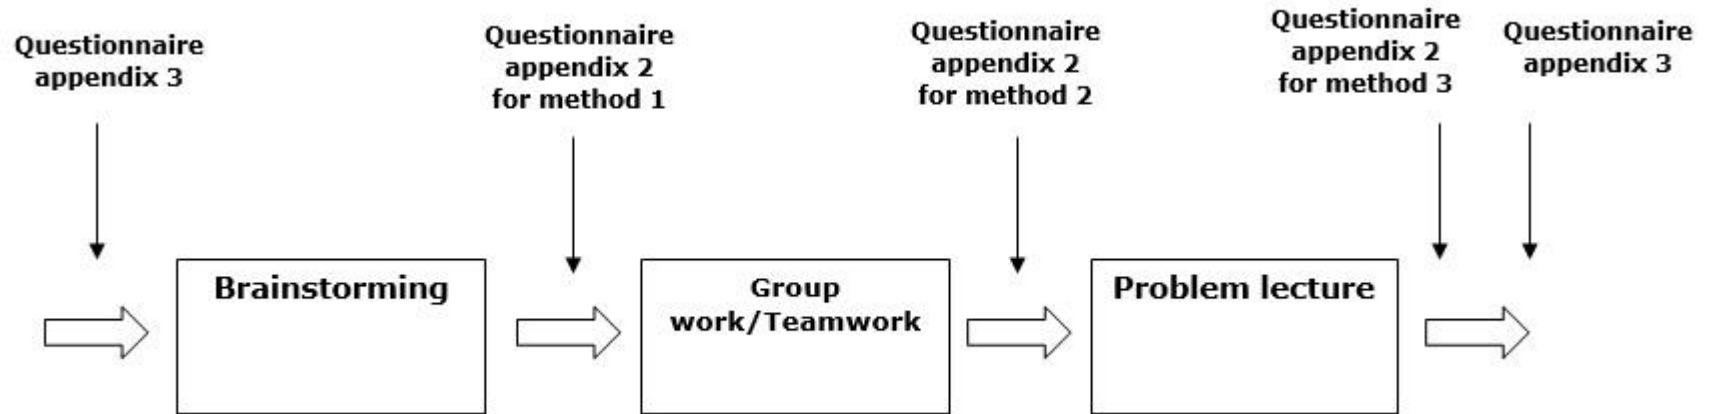 Questionnaire
appendix 3
Questionnaire
appendix 2
for method 1
Questionnaire
appendix 2
for method 2
Questionnaire
appendix 2
for method 3
Questionnaire
appendix 3
Brainstorming
Group
work/Teamwork
Problem lecture